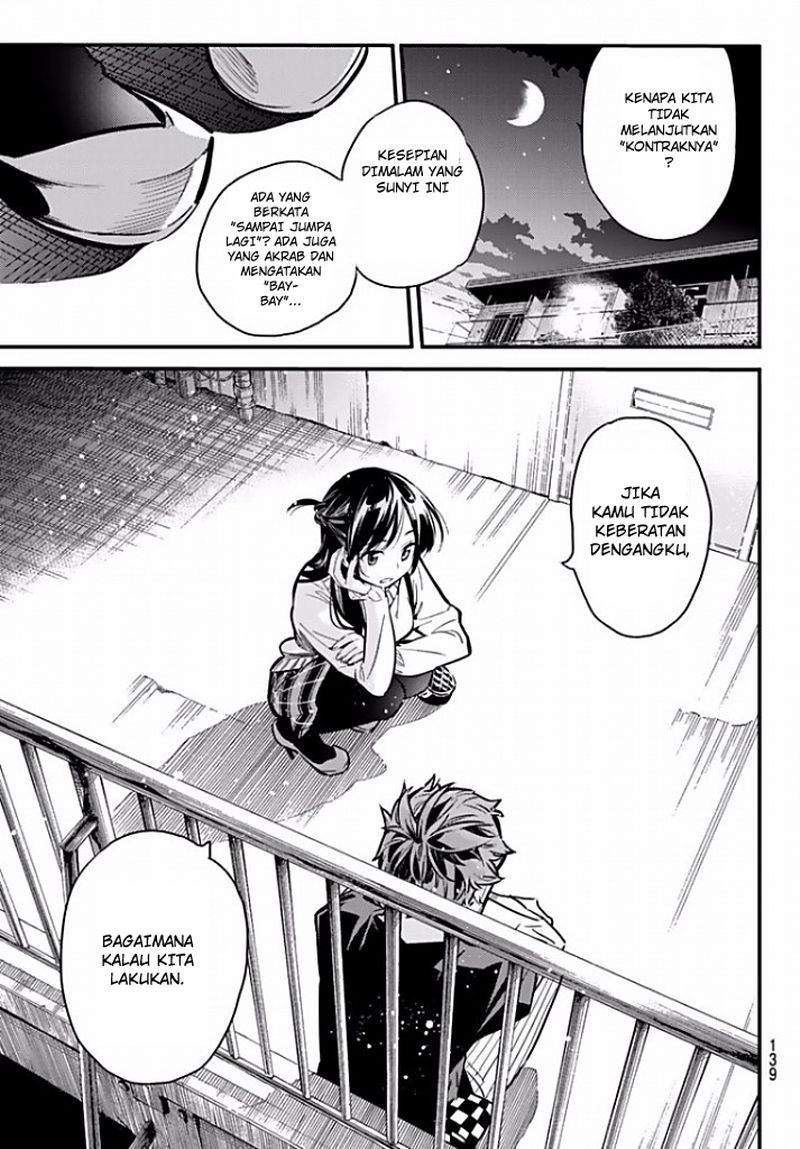 KENAPA KITA
TIDAK
MELANJUTKAN
"KONTRAKNYA"
?
KESEPIAN
DIMALAM YANG
SUNYI INI
ADA YANG
BERKATA
"SAMPAI JUMPA
LAGI"? ADA JUGA
YANG AKRAB DAN
MENGATAKAN
"BAY-
BAY"...
JIKA
KAMU TIDAK
KEBERATAN
DENGANGKU,
BAGAIMANA
KALAU KITA
LAKUKAN.
139